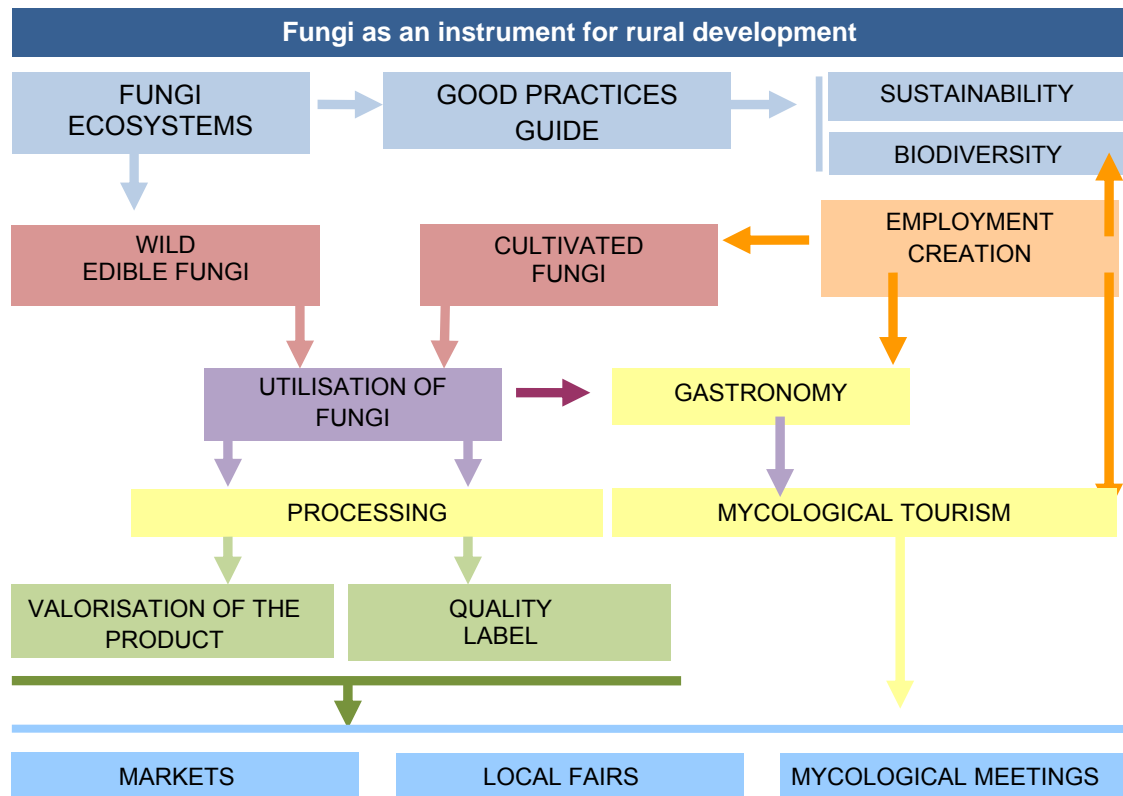 Fungi as an instrument for rural development
FUNGI
ECOSYSTEMS
GOOD PRACTICES
GUIDE
SUSTAINABILITY
BIODIVERSITY
WILD
EDIBLE FUNGI
CULTIVATED
FUNGI
EMPLOYMENT
CREATION
UTILISATION OF
FUNGI
GASTRONOMY
PROCESSING
MYCOLOGICAL TOURISM
VALORISATION OF THE
PRODUCT
QUALITY
LABEL
MARKETS
LOCAL FAIRS
MYCOLOGICAL MEETINGS